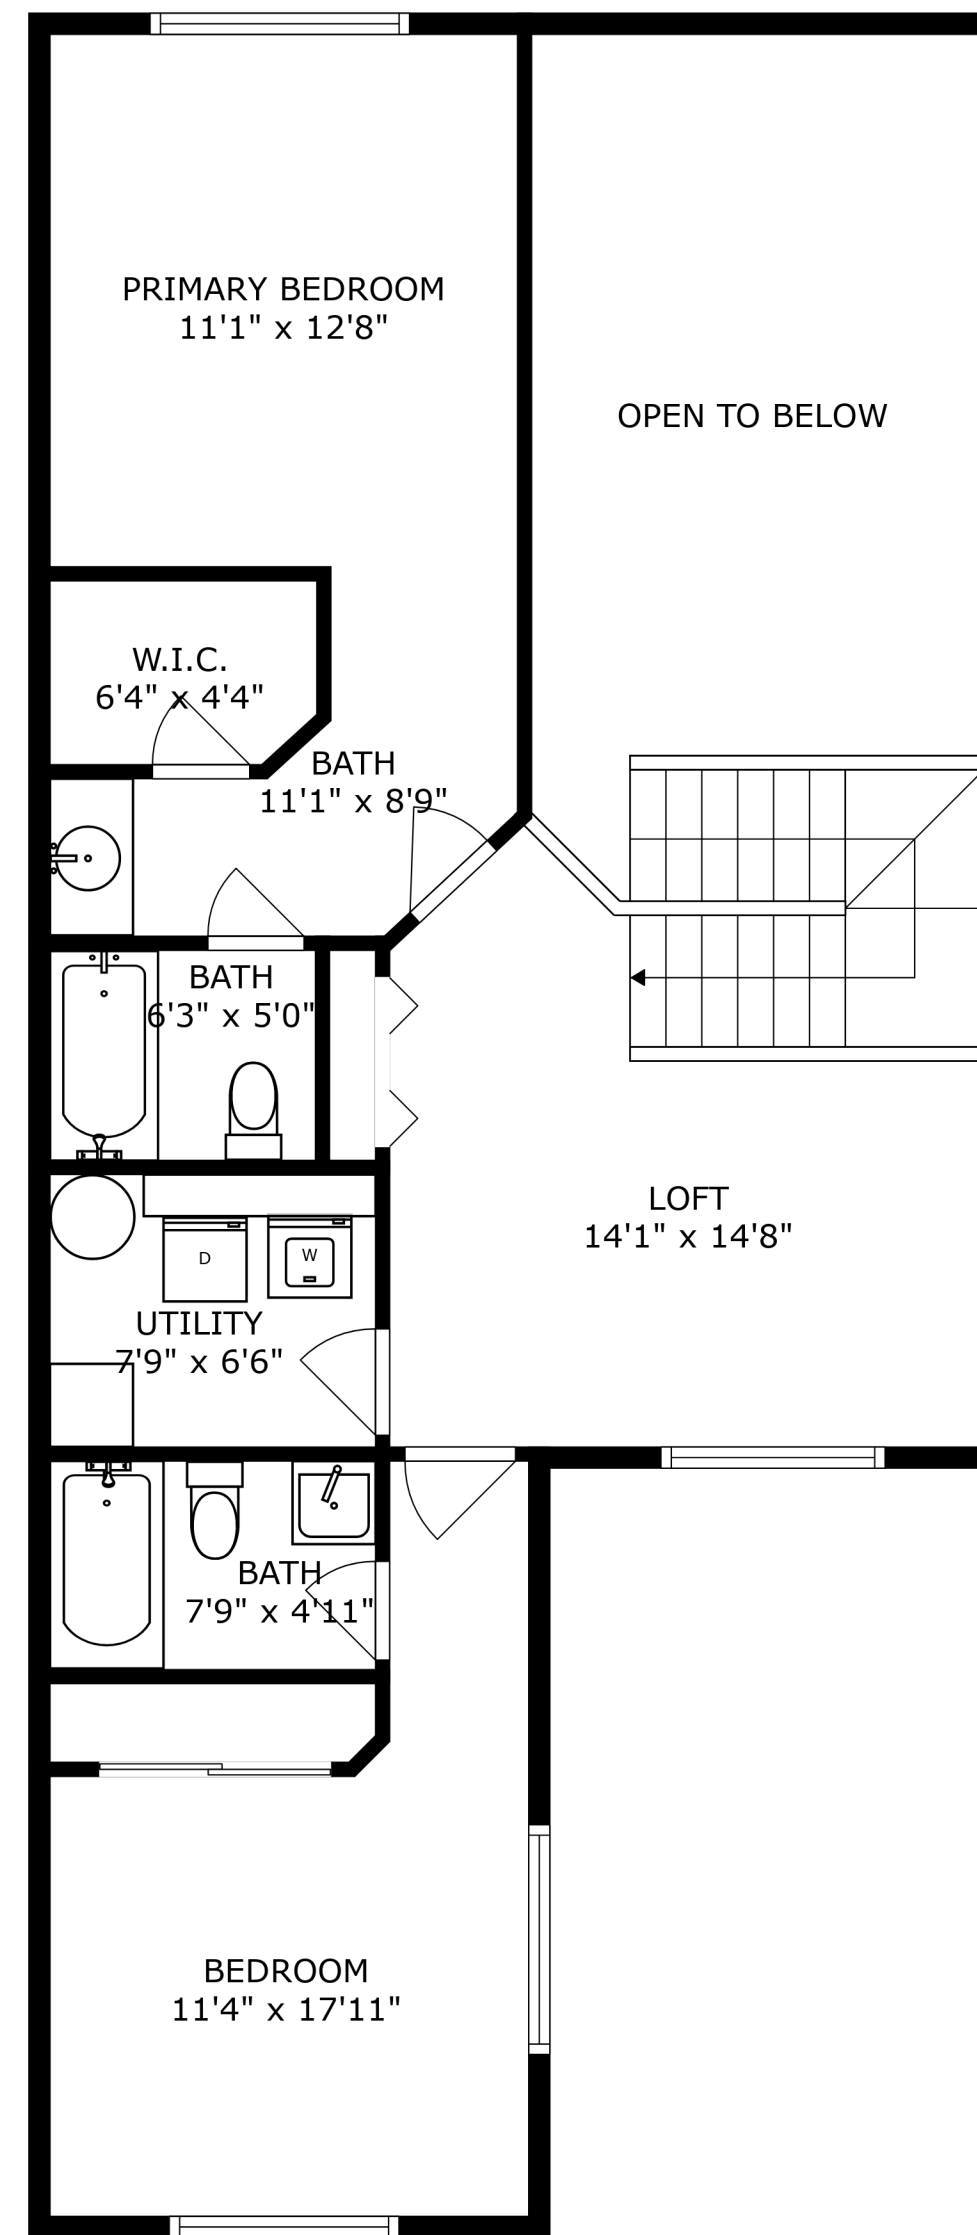 PRIMARY BEDROOM
11'1" x 12'8"
OPEN TO BELOW
W.I.C.
6'4" x 4'4"
BATH
11'1" x 8'9"
BATH
6'3" x 5'0"
LOFT
14'1" x 14'8"
D
W
UTILITY
7'9" x 6'6"
BATH
7'9" x 4'11"
BEDROOM
11'4" x 17'11"